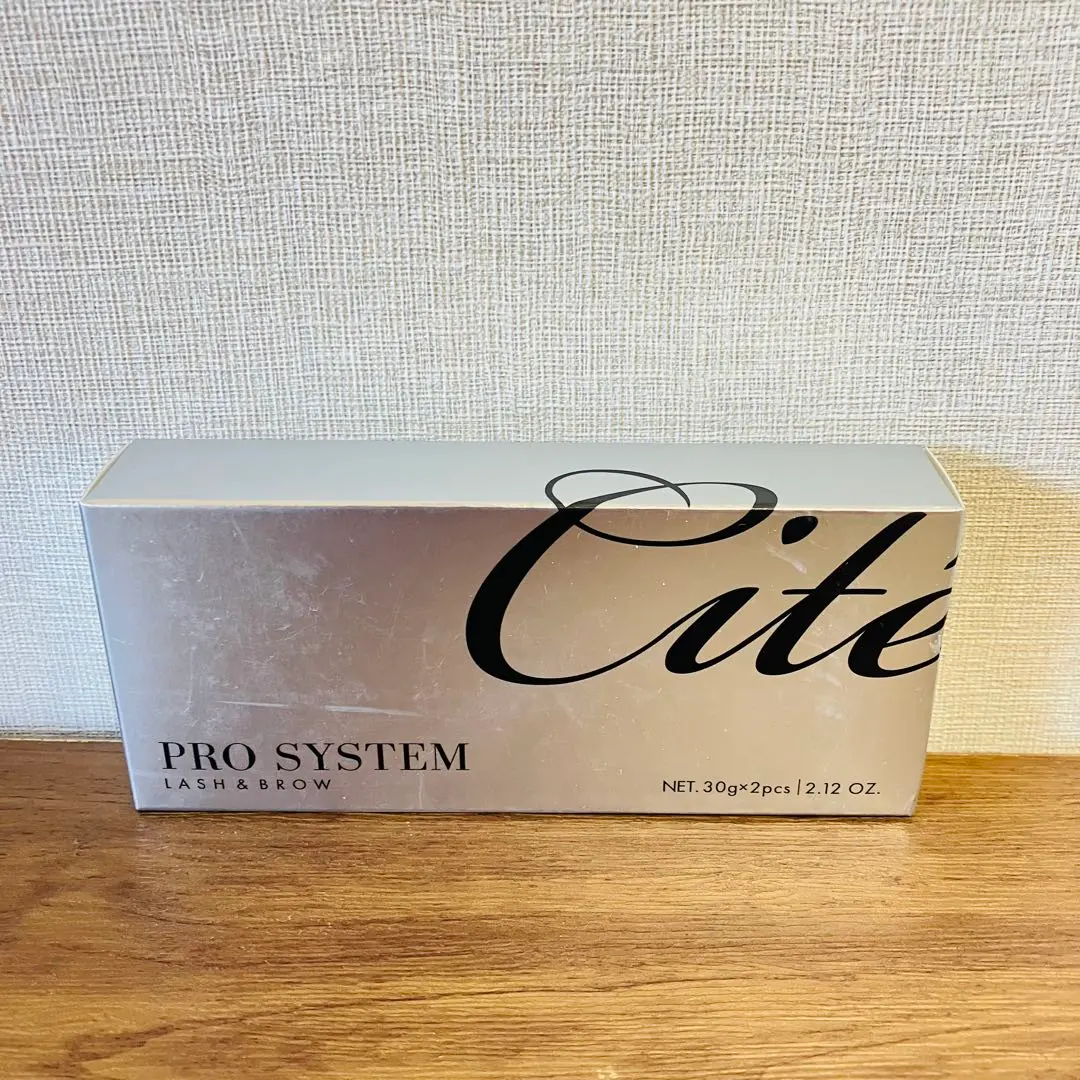 Cité
PRO SYSTEM
LASH & BROW
NET. 30g×2pcs | 2.12 OZ.